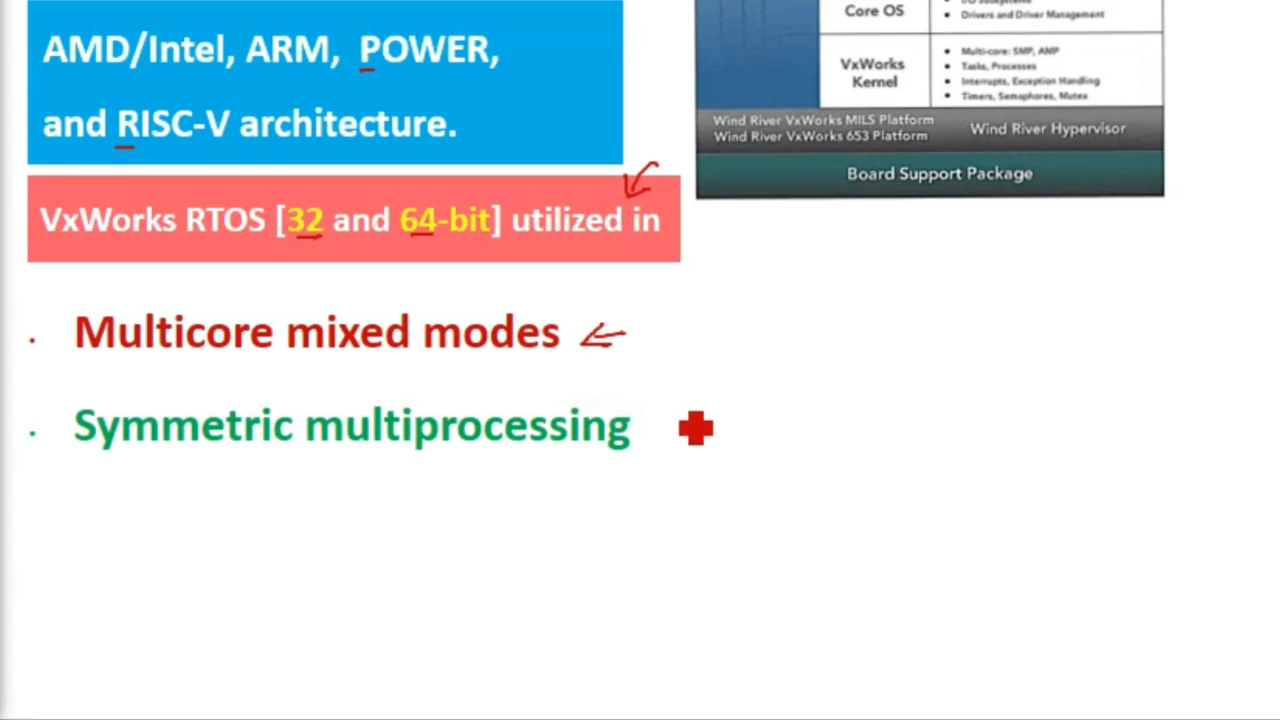 AMD/Intel, ARM, POWER,
and RISC-V architecture.
VxWorks RTOS [32 and 64-bit] utilized in
• Multicore mixed modes
• Symmetric multiprocessing
Core OS
• Drivers and Driver Management
VxWorks
Kernel
• Multi-core: SMP, AMP
• Tasks, Processes
• Interrupts, Exception Handling
• Timers, Semaphores, Mutex
Wind River VxWorks MILS Platform
Wind River VxWorks 653 Platform
Wind River Hypervisor
Board Support Package